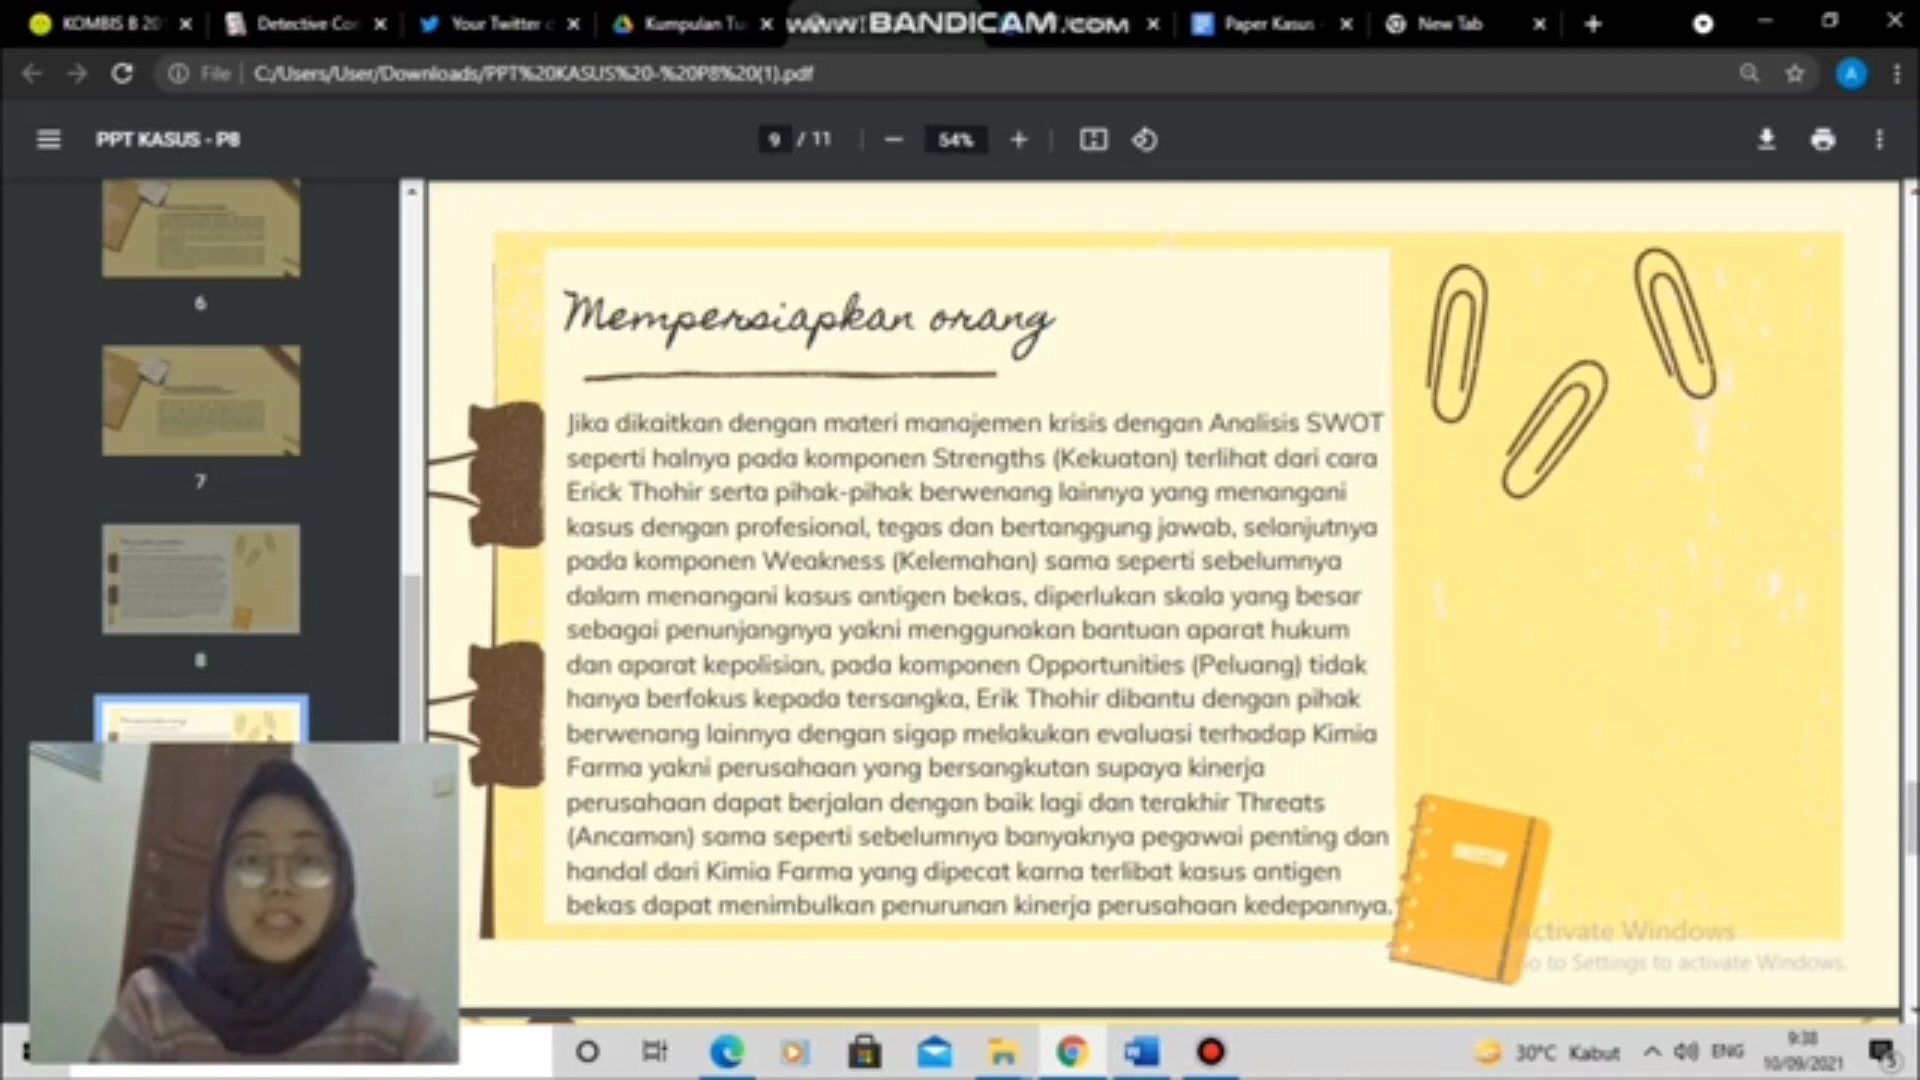 KOMBIS B 20
Detective Co
Your Twitter
Kumpulan Tu
www.BANDICAM.com
Paper Kasus -
New Tab
File
C:/Users/User/Downloads/PPT%20KASUS%20-%20P8%20(1).pdf
A
PPT KASUS - P8
9 / 11
54%
6
7
8
Mempersiapkan orang
Jika dikaitkan dengan materi manajemen krisis dengan Analisis SWOT
seperti halnya pada komponen Strengths (Kekuatan) terlihat dari cara
Erick Thohir serta pihak-pihak berwenang lainnya yang menangani
kasus dengan profesional, tegas dan bertanggung jawab, selanjutnya
pada komponen Weakness (Kelemahan) sama seperti sebelumnya
dalam menangani kasus antigen bekas, diperlukan skala yang besar
sebagai penunjangnya yakni menggunakan bantuan aparat hukum
dan aparat kepolisian, pada komponen Opportunities (Peluang) tidak
hanya berfokus kepada tersangka, Erik Thohir dibantu dengan pihak
berwenang lainnya dengan sigap melakukan evaluasi terhadap Kimia
Farma yakni perusahaan yang bersangkutan supaya kinerja
perusahaan dapat berjalan dengan baik lagi dan terakhir Threats
(Ancaman) sama seperti sebelumnya banyaknya pegawai penting dan
handal dari Kimia Farma yang dipecat karna terlibat kasus antigen
bekas dapat menimbulkan penurunan kinerja perusahaan kedepannya.
Activate Windows
Go to Settings to activate Windows.
30°C Kabut
ENG
9:38
10/09/2021
5